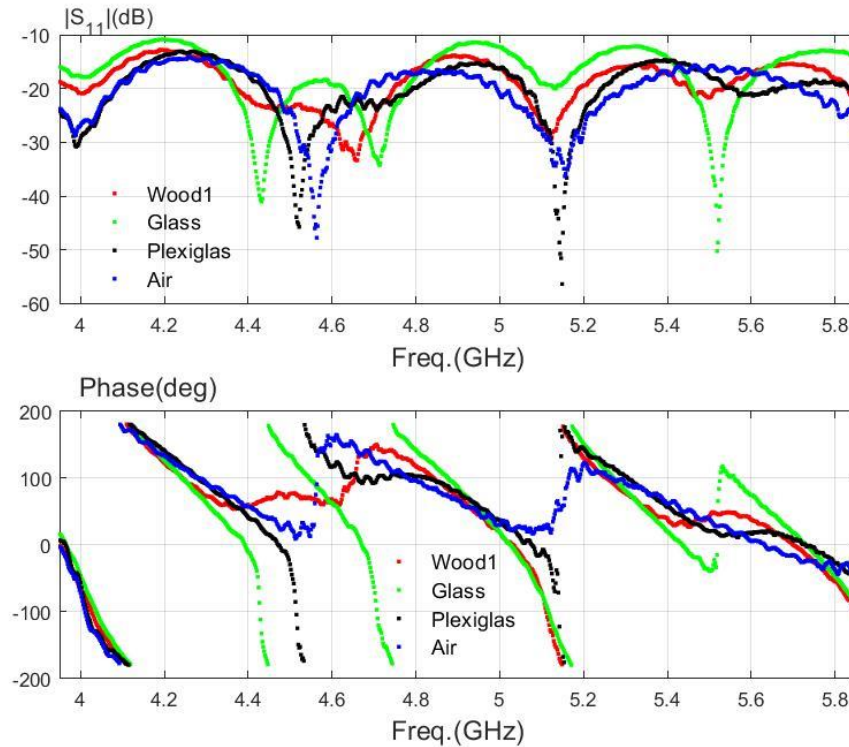 |S11|(dB)
-10
-20
-30
-40
-50
-60
Wood1
Glass
Plexiglas
Air
4 4.2 4.4 4.6 4.8 5 5.2 5.4 5.6 5.8
Freq.(GHz)
Phase(deg)
200
100
0
-100
-200
Wood1
Glass
Plexiglas
Air
4 4.2 4.4 4.6 4.8 5 5.2 5.4 5.6 5.8
Freq.(GHz)